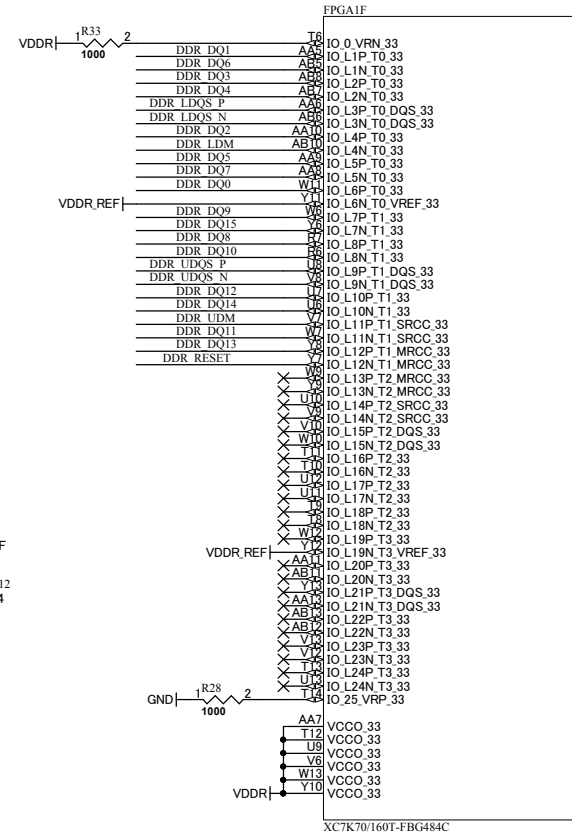 FPGA1F
R33
VDDR 1 2 T6 IO_0_VRN_33
1000
DDR_DQ1 AA5 IO_L1P_T0_33
DDR_DQ6 AB5 IO_L1N_T0_33
DDR_DQ3 AB8 IO_L2P_T0_33
DDR_DQ4 AB7 IO_L2N_T0_33
DDR_LDQS_P AA6 IO_L3P_T0_DQS_33
DDR_LDQS_N AB6 IO_L3N_T0_DQS_33
DDR_DQ2 AA10 IO_L4P_T0_33
DDR_LDM AB10 IO_L4N_T0_33
DDR_DQ5 AA9 IO_L5P_T0_33
DDR_DQ7 AA8 IO_L5N_T0_33
DDR_DQ0 W11 IO_L6P_T0_33
VDDR_REF Y11 IO_L6N_T0_VREF_33
DDR_DQ9 W6 IO_L7P_T1_33
DDR_DQ15 Y6 IO_L7N_T1_33
DDR_DQ8 R7 IO_L8P_T1_33
DDR_DQ10 R6 IO_L8N_T1_33
DDR_UDQS_P U8 IO_L9P_T1_DQS_33
DDR_UDQS_N V8 IO_L9N_T1_DQS_33
DDR_DQ12 U7 IO_L10P_T1_33
DDR_DQ14 U6 IO_L10N_T1_33
DDR_UDM V7 IO_L11P_T1_SRCC_33
DDR_DQ11 W7 IO_L11N_T1_SRCC_33
DDR_DQ13 Y8 IO_L12P_T1_MRCC_33
DDR_RESET Y7 IO_L12N_T1_MRCC_33
W9 IO_L13P_T2_MRCC_33
Y9 IO_L13N_T2_MRCC_33
U10 IO_L14P_T2_SRCC_33
V9 IO_L14N_T2_SRCC_33
V10 IO_L15P_T2_DQS_33
W10 IO_L15N_T2_DQS_33
T11 IO_L16P_T2_33
T10 IO_L16N_T2_33
U12 IO_L17P_T2_33
U11 IO_L17N_T2_33
T9 IO_L18P_T2_33
T8 IO_L18N_T2_33
W12 IO_L19P_T3_33
F
VDDR_REF Y12 IO_L19N_T3_VREF_33
AA11 IO_L20P_T3_33
AB11 IO_L20N_T3_33
12
Y13 IO_L21P_T3_DQS_33
4
AA13 IO_L21N_T3_DQS_33
AB13 IO_L22P_T3_33
AB12 IO_L22N_T3_33
V13 IO_L23P_T3_33
V12 IO_L23N_T3_33
T13 IO_L24P_T3_33
U13 IO_L24N_T3_33
R28
GND 1 2 T14 IO_25_VRP_33
1000
AA7 VCCO_33
T12 VCCO_33
U9 VCCO_33
V6 VCCO_33
W13 VCCO_33
VDDR Y10 VCCO_33
XC7K70/160T-FBG484C